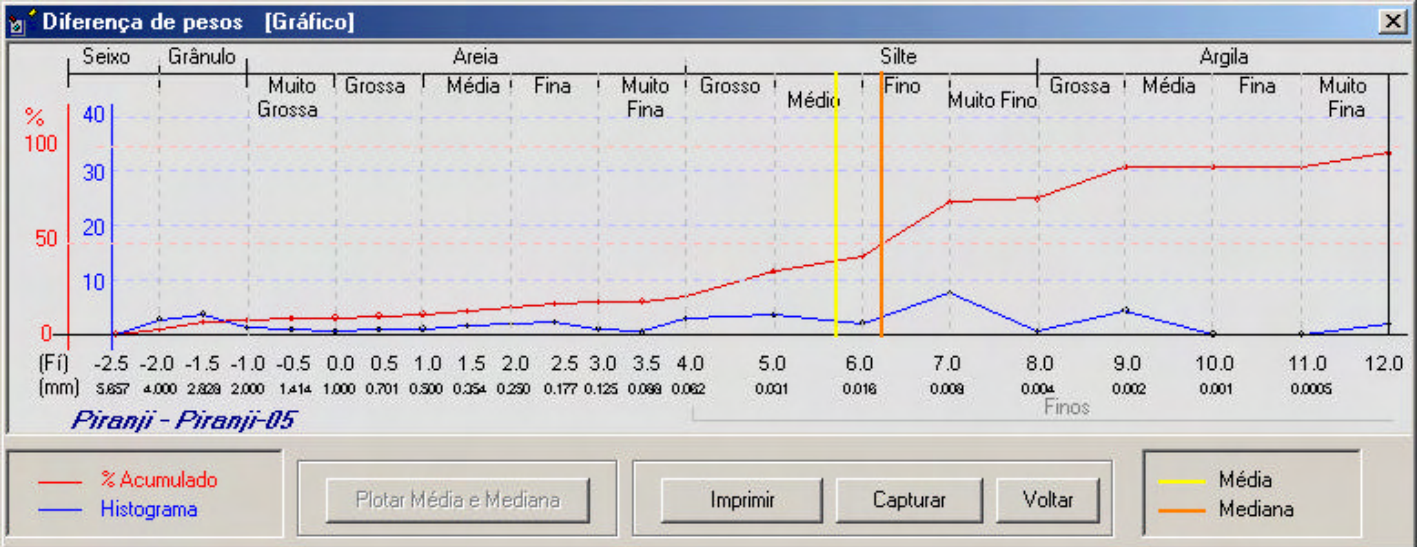 Diferença de pesos [Gráfico]
Seixo Grânulo Areia Silte Argila
Muito Grossa Grossa Média Fina Muito Fina Grosso Médio Fino Muito Fino Grossa Média Fina Muito Fina
% 40
100
30
50 20
10
0
(Fi) -2.5 -2.0 -1.5 -1.0 -0.5 0.0 0.5 1.0 1.5 2.0 2.5 3.0 3.5 4.0 5.0 6.0 7.0 8.0 9.0 10.0 11.0 12.0
(mm) 5.657 4.000 2.828 2.000 1.414 1.000 0.701 0.500 0.354 0.250 0.177 0.125 0.088 0.062 0.031 0.016 0.008 0.004 0.002 0.001 0.0005
Piranji - Piranji-05 Finos
% Acumulado
Histograma
Plotar Média e Mediana
Imprimir Capturar Voltar
Média
Mediana